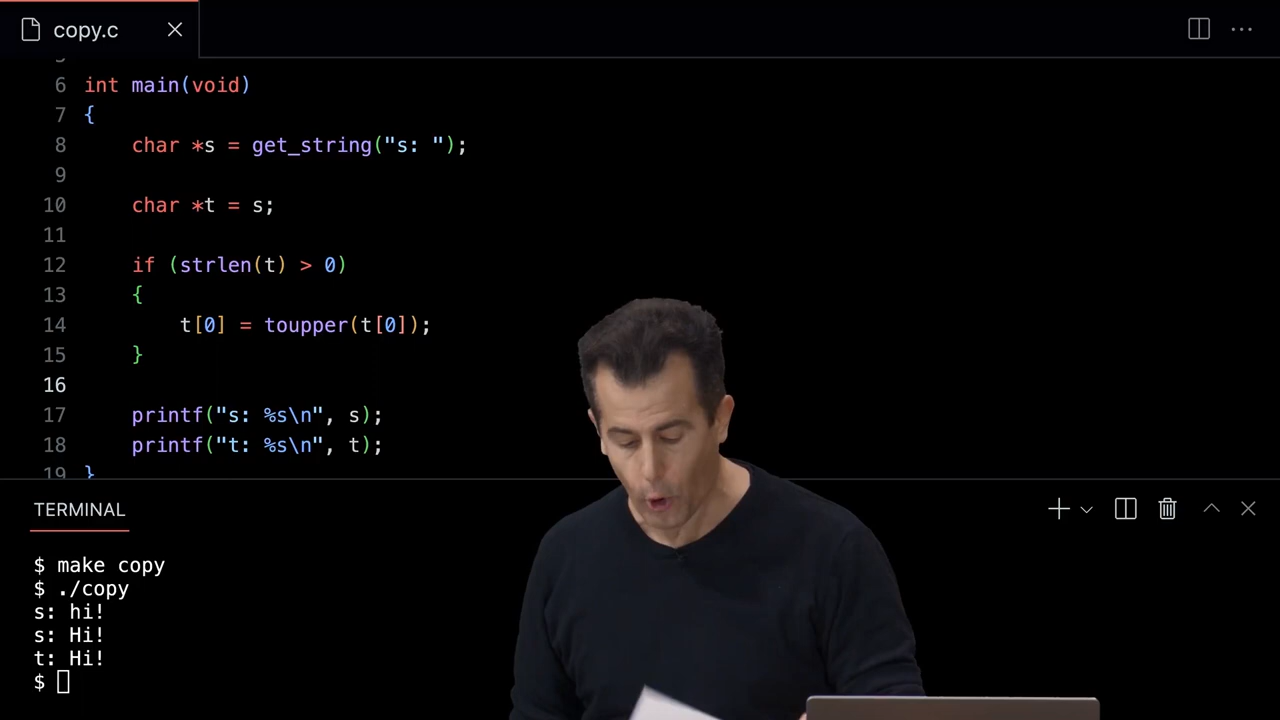 copy.c
6 int main(void)
7 {
8 char *s = get_string("s: ");
9
10 char *t = s;
11
12 if (strlen(t) > 0)
13 {
14 t[0] = toupper(t[0]);
15 }
16
17 printf("s: %s\n", s);
18 printf("t: %s\n", t);
19 }
TERMINAL
$ make copy
$ ./copy
s: hi!
s: Hi!
t: Hi!
$